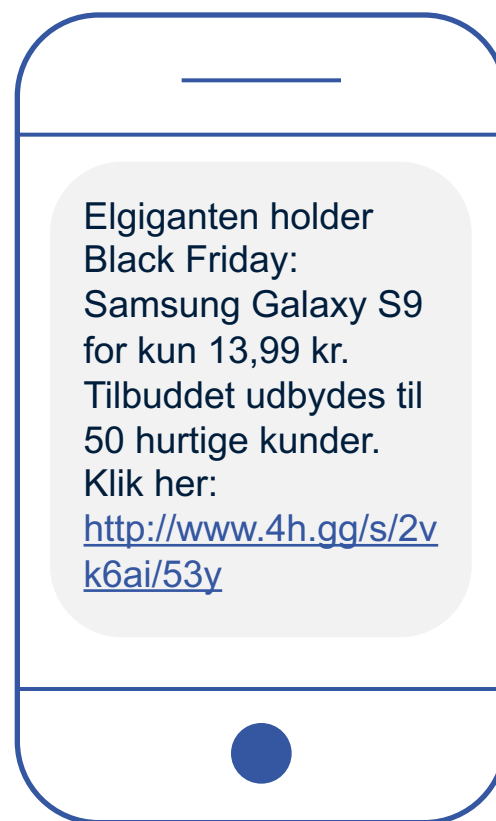 Elgiganten holder
Black Friday:
Samsung Galaxy S9
for kun 13,99 kr.
Tilbuddet udbydes til
50 hurtige kunder.
Klik her:
http://www.4h.gg/s/2v
k6ai/53y